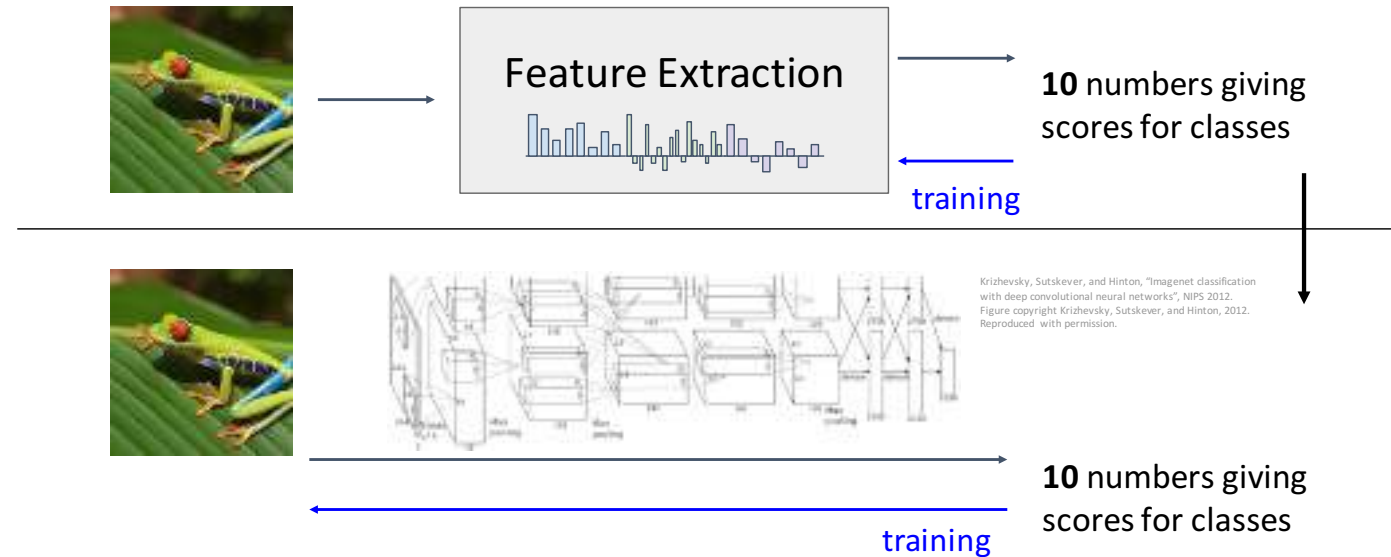 Feature Extraction
10 numbers giving
scores for classes
training
Krizhevsky, Sutskever, and Hinton, “Imagenet classification
with deep convolutional neural networks”, NIPS 2012.
Figure copyright Krizhevsky, Sutskever, and Hinton, 2012.
Reproduced with permission.
10 numbers giving
scores for classes
training